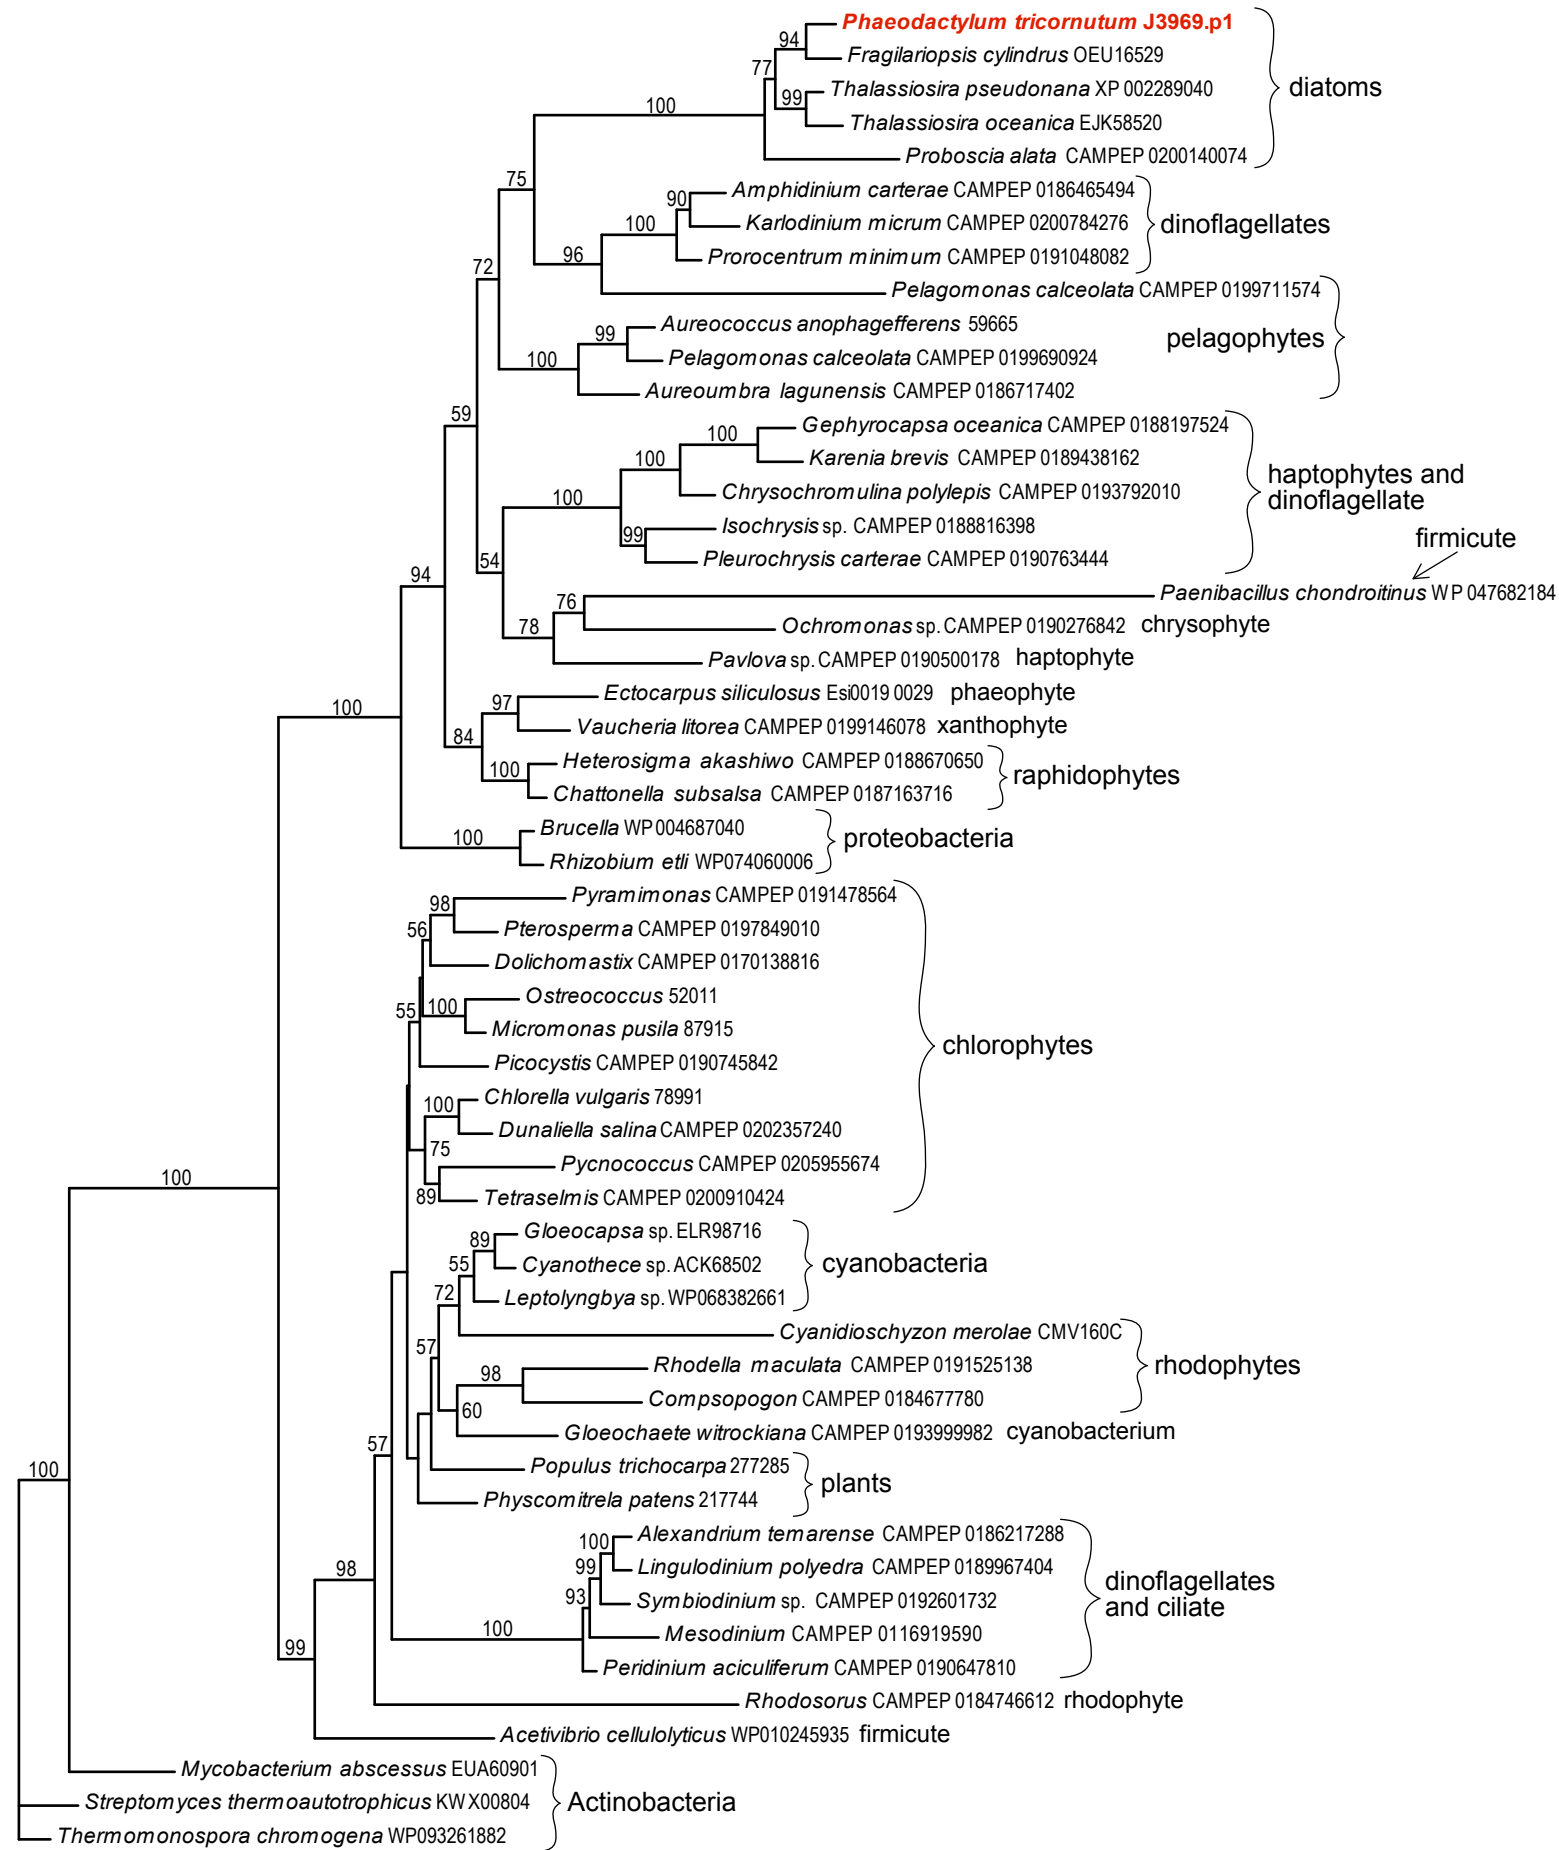 Phaeodactylum tricornutum J3969.p1
94
Fragilariopsis cylindrus OEU16529
77
Thalassiosira pseudonana XP 002289040
diatoms
99
100
Thalassiosira oceanica EJK58520
Proboscia alata CAMPEP 0200140074
75
Amphidinium carterae CAMPEP 0186465494
90
100
Karlodinium micrum CAMPEP 0200784276
dinoflagellates
96
Prorocentrum minimum CAMPEP 0191048082
72
Pelagomonas calceolata CAMPEP 0199711574
Aureococcus anophagefferens 59665
99
pelagophytes
100
Pelagomonas calceolata CAMPEP 0199690924
Aureoumbra lagunensis CAMPEP 0186717402
59
Gephyrocapsa oceanica CAMPEP 0188197524
100
100
Karenia brevis CAMPEP 0189438162
haptophytes and
dinoflagellate
100
Chrysochromulina polylepis CAMPEP 0193792010
Isochrysis sp. CAMPEP 0188816398
99
firmicute
54
Pleurochrysis carterae CAMPEP 0190763444
94
Paenibacillus chondroitinus WP 047682184
76
78
Ochromonas sp. CAMPEP 0190276842 chrysophyte
Pavlova sp. CAMPEP 0190500178 haptophyte
Ectocarpus siliculosus Esi0019 0029 phaeophyte
97
100
Vaucheria litorea CAMPEP 0199146078 xanthophyte
84
Heterosigma akashiwo CAMPEP 0188670650
100
raphidophytes
Chattonella subsalsa CAMPEP 0187163716
Brucella WP004687040
100
proteobacteria
Rhizobium etli WP074060006
Pyramimonas CAMPEP 0191478564
98
56
Pterosperma CAMPEP 0197849010
Dolichomastix CAMPEP 0170138816
Ostreococcus 52011
55
100
Micromonas pusila 87915
chlorophytes
Picocystis CAMPEP 0190745842
Chlorella vulgaris 78991
100
Dunaliella salina CAMPEP 0202357240
75
Pycnococcus CAMPEP 0205955674
100
89
Tetraselmis CAMPEP 0200910424
Gloeocapsa sp. ELR98716
89
55
Cyanothece sp. ACK68502
cyanobacteria
72
Leptolyngbya sp. WP068382661
Cyanidioschyzon merolae CMV160C
57
Rhodella maculata CAMPEP 0191525138
rhodophytes
98
Compsopogon CAMPEP 0184677780
60
Gloeochaete witrockiana CAMPEP 0193999982 cyanobacterium
57
Populus trichocarpa 277285
100
plants
Physcomitrela patens 217744
Alexandrium temarense CAMPEP 0186217288
100
99
Lingulodinium polyedra CAMPEP 0189967404
98
dinoflagellates
and ciliate
93
Symbiodinium sp. CAMPEP 0192601732
100
Mesodinium CAMPEP 0116919590
99
Peridinium aciculiferum CAMPEP 0190647810
Rhodosorus CAMPEP 0184746612 rhodophyte
Acetivibrio cellulolyticus WP010245935 firmicute
Mycobacterium abscessus EUA60901
Streptomyces thermoautotrophicus KWX00804
Actinobacteria
Thermomonospora chromogena WP093261882